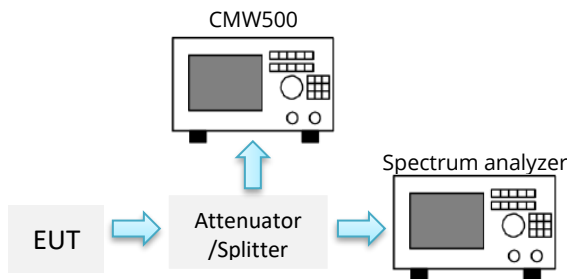 CMW500
Spectrum analyzer
EUT
Attenuator
/Splitter